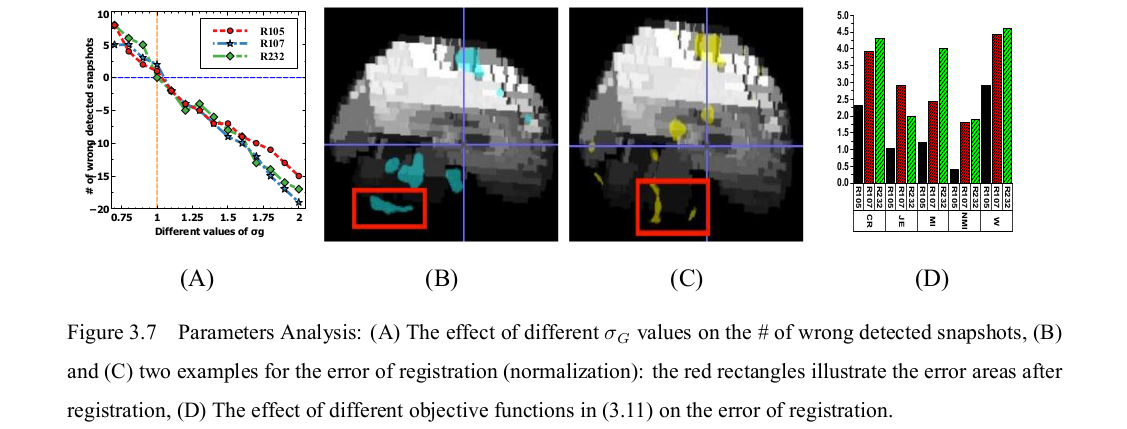 10
5
0
−5
−10
−15
−20
# of wrong detected snapshots
R105
R107
R232
0.75 1 1.25 1.5 1.75 2
Different values of σg
5.0
4.5
4.0
3.5
3.0
2.5
2.0
1.5
1.0
0.5
0.0
R105 R107 R232 R105 R107 R232 R105 R107 R232 R105 R107 R232 R105 R107 R232
CR JE MI NMI W
(A) (B) (C) (D)
Figure 3.7 Parameters Analysis: (A) The effect of different σG values on the # of wrong detected snapshots, (B)
and (C) two examples for the error of registration (normalization): the red rectangles illustrate the error areas after
registration, (D) The effect of different objective functions in (3.11) on the error of registration.